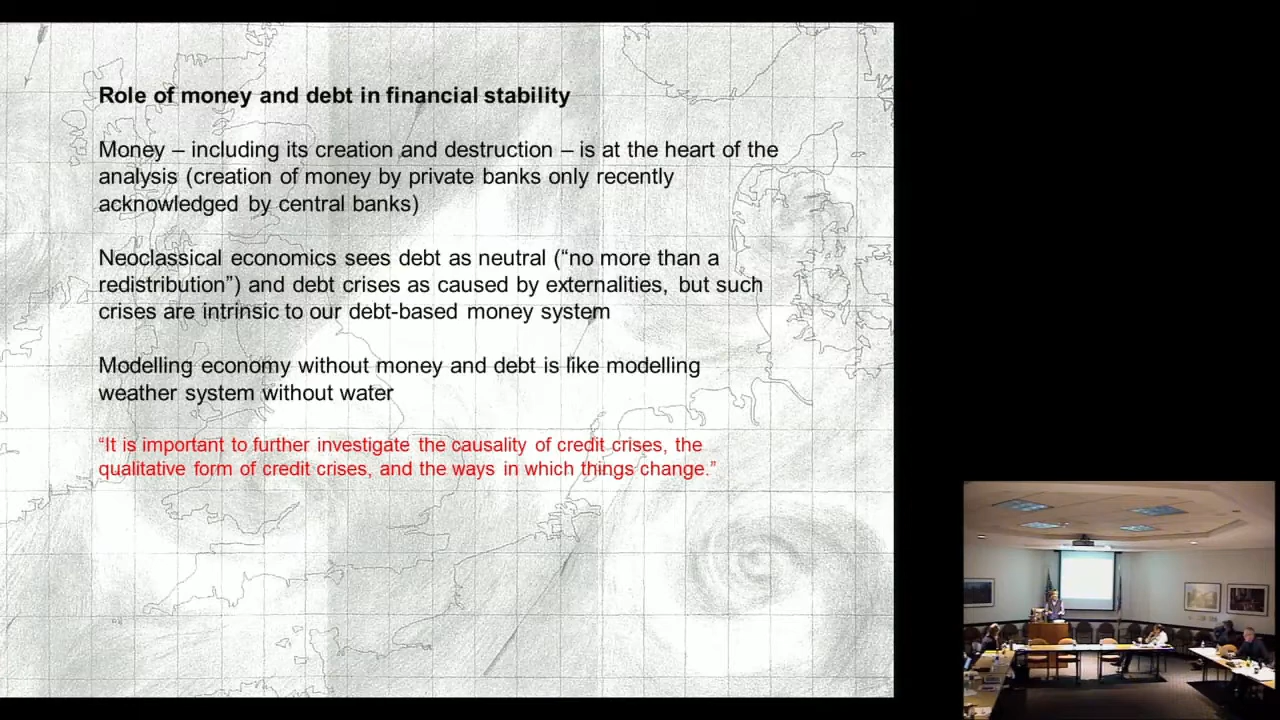 Role of money and debt in financial stability
Money – including its creation and destruction – is at the heart of the
analysis (creation of money by private banks only recently
acknowledged by central banks)
Neoclassical economics sees debt as neutral (“no more than a
redistribution”) and debt crises as caused by externalities, but such
crises are intrinsic to our debt-based money system
Modelling economy without money and debt is like modelling
weather system without water
“It is important to further investigate the causality of credit crises, the
qualitative form of credit crises, and the ways in which things change.”